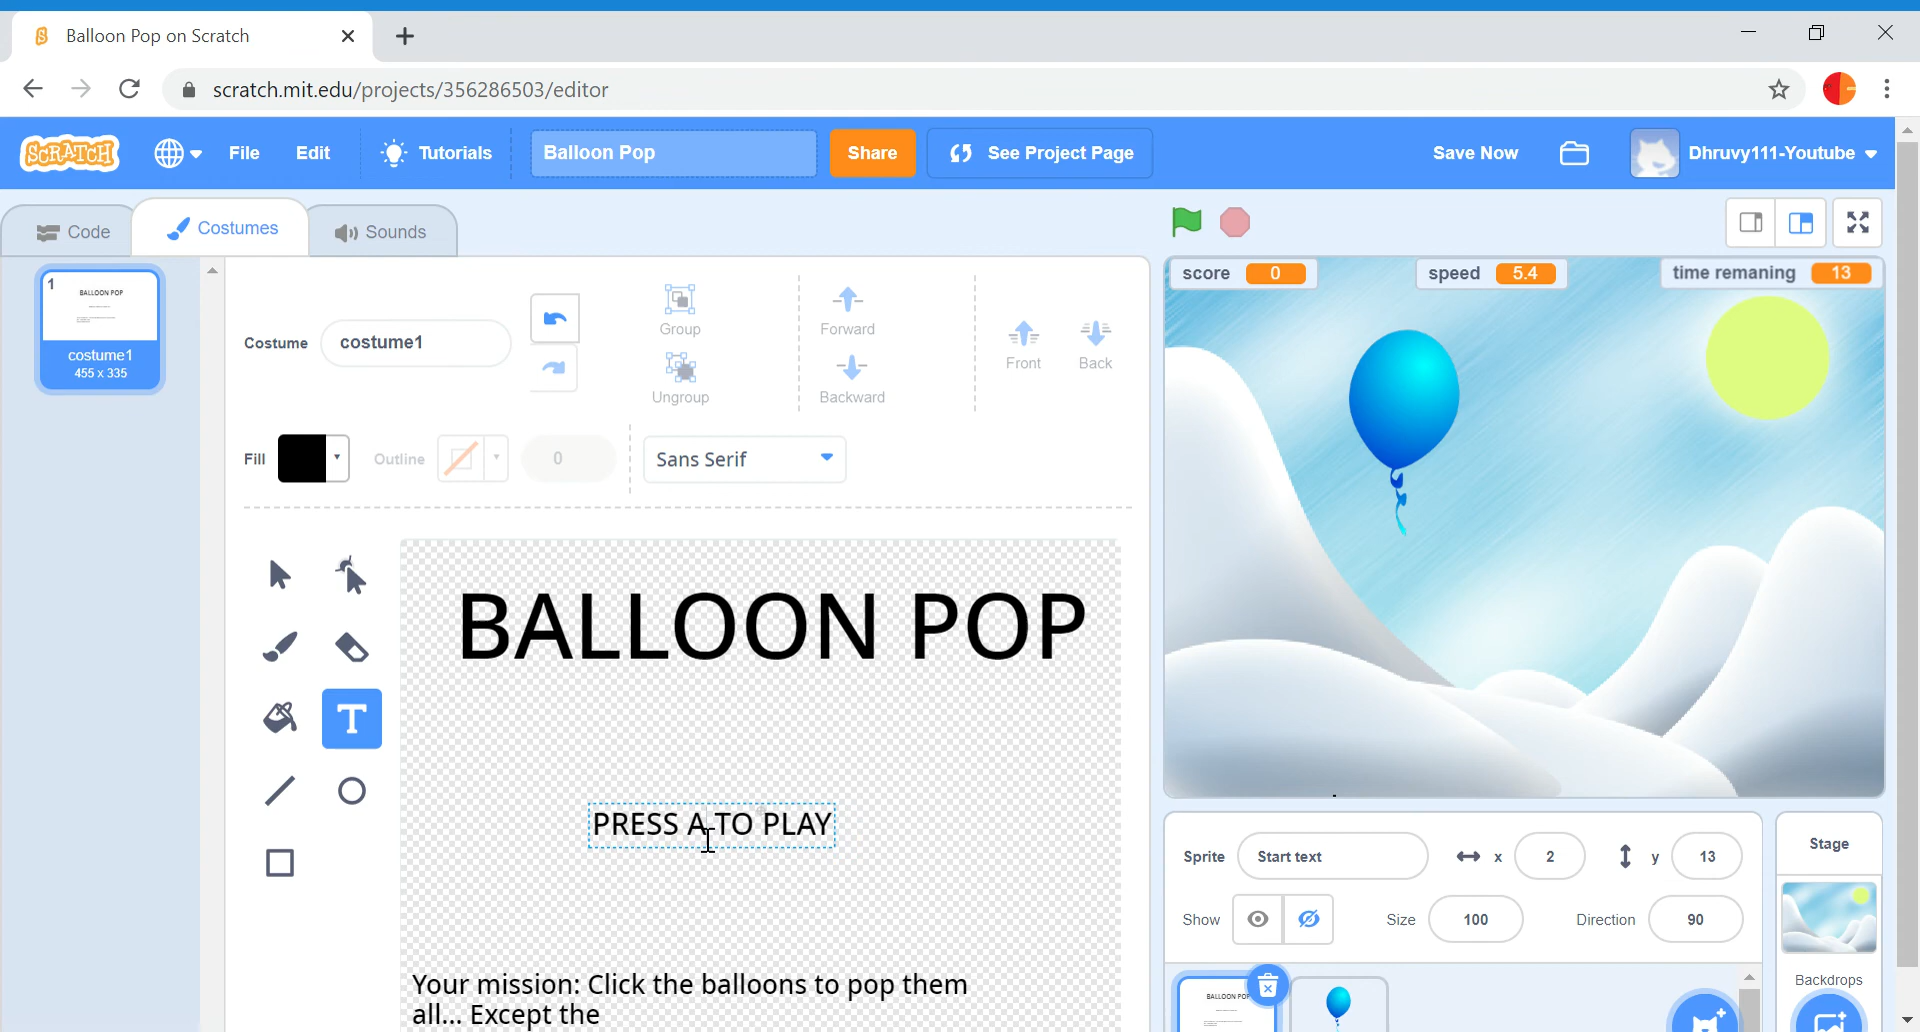 Balloon Pop on Scratch
scratch.mit.edu/projects/356286503/editor
SCRATCH File Edit Tutorials Balloon Pop Share See Project Page Save Now Dhruvy111-Youtube
Code Costumes Sounds
score 0 speed 5.4 time remaning 13
1
BALLOON POP
costume1
455 x 335
Costume costume1
Group Forward
Front Back
Ungroup Backward
Fill Outline 0 Sans Serif
T
BALLOON POP
PRESS A TO PLAY
Your mission: Click the balloons to pop them
all... Except the
Sprite Start text x 2 y 13
Show Size 100 Direction 90
Stage
Backdrops
BALLOON POP